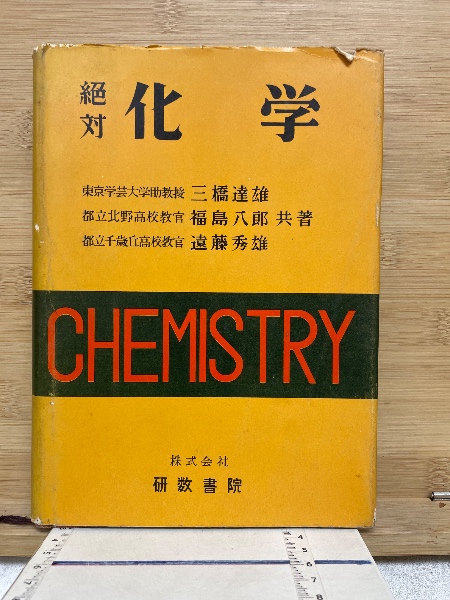 絶対 化学
東京学芸大学助教授 三橋達雄
都立北野高校教官 福島八郎 共著
都立千歳丘高校教官 遠藤秀雄
CHEMISTRY
株式会社
研数書院